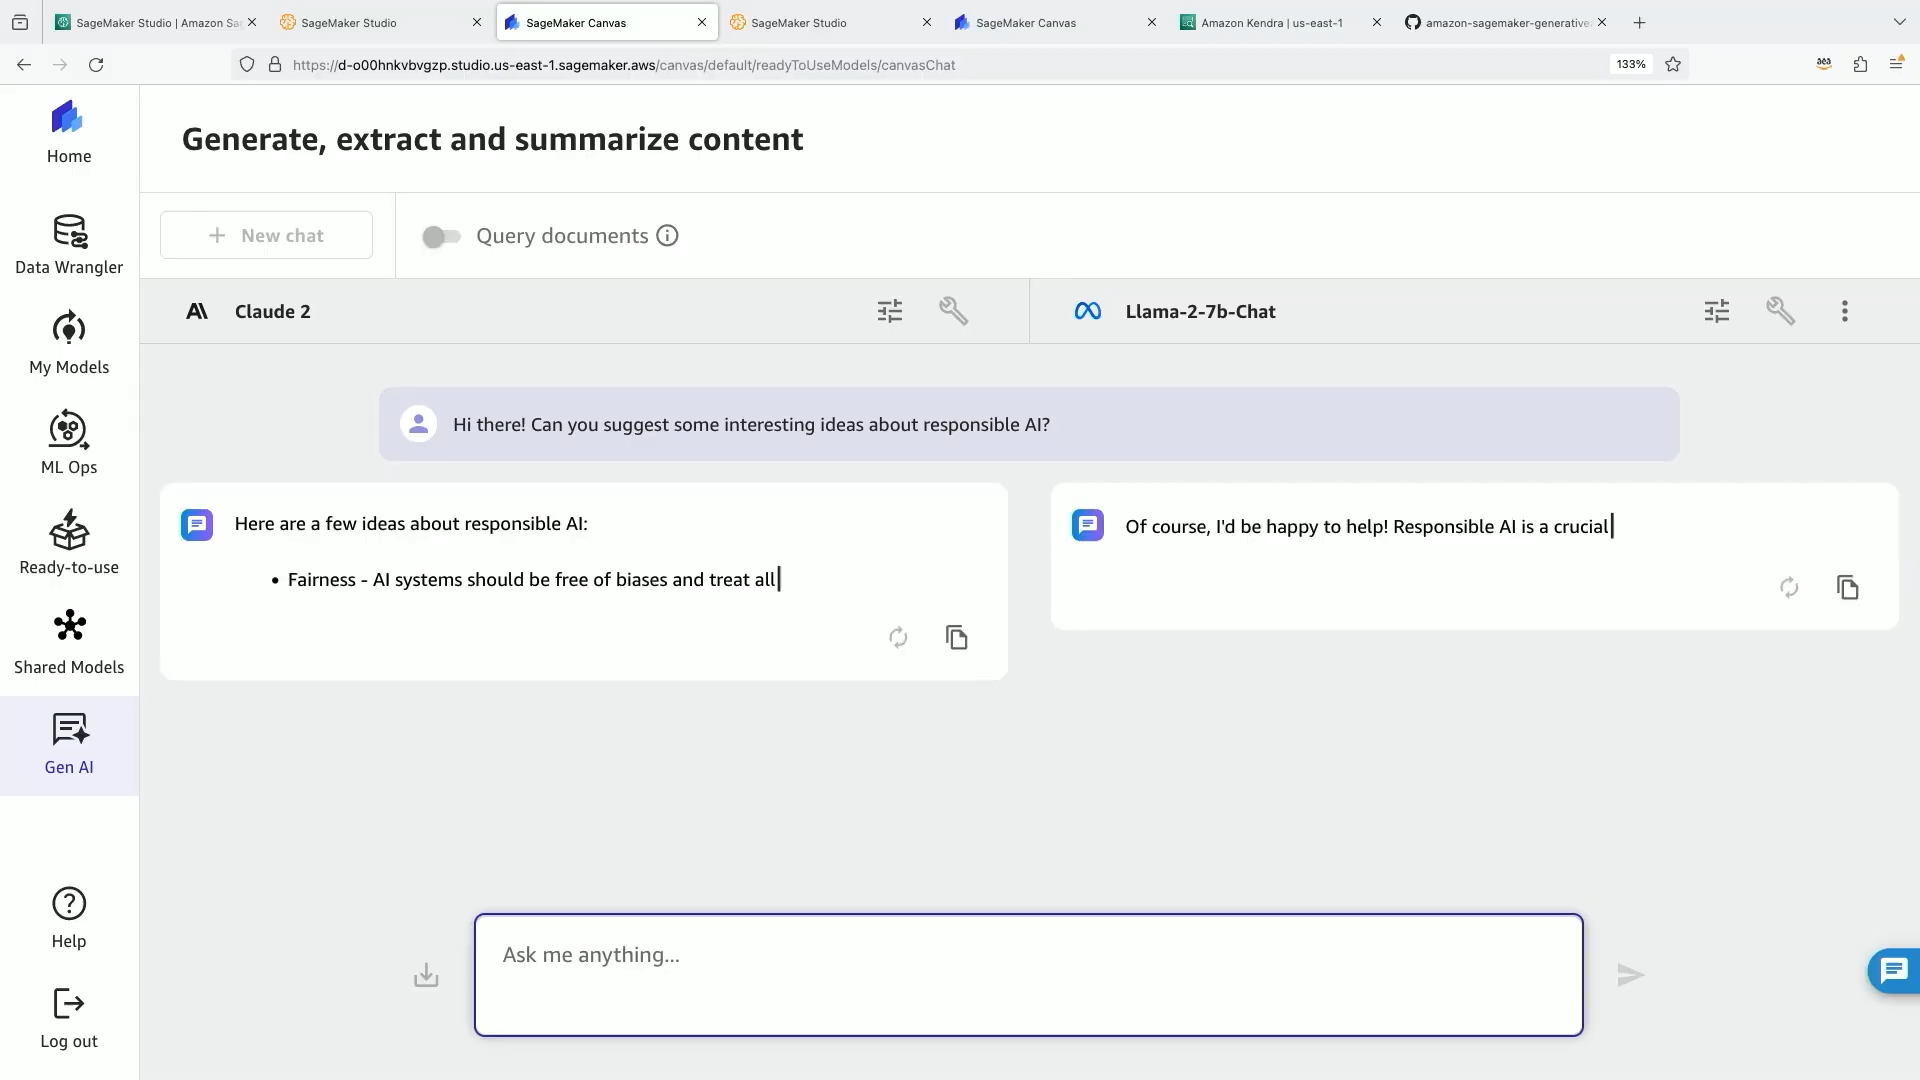 SageMaker Studio | Amazon Sa
SageMaker Studio
SageMaker Canvas
SageMaker Studio
SageMaker Canvas
Amazon Kendra | us-east-1
amazon-sagemaker-generative
https://d-o00hnkvbvgzp.studio.us-east-1.sagemaker.aws/canvas/default/readyToUseModels/canvasChat
133%
Home
Data Wrangler
My Models
ML Ops
Ready-to-use
Shared Models
Gen AI
Help
Log out
Generate, extract and summarize content
New chat
Query documents
Claude 2
Llama-2-7b-Chat
Hi there! Can you suggest some interesting ideas about responsible AI?
Here are a few ideas about responsible AI:
• Fairness - AI systems should be free of biases and treat all
Of course, I'd be happy to help! Responsible AI is a crucial
Ask me anything...